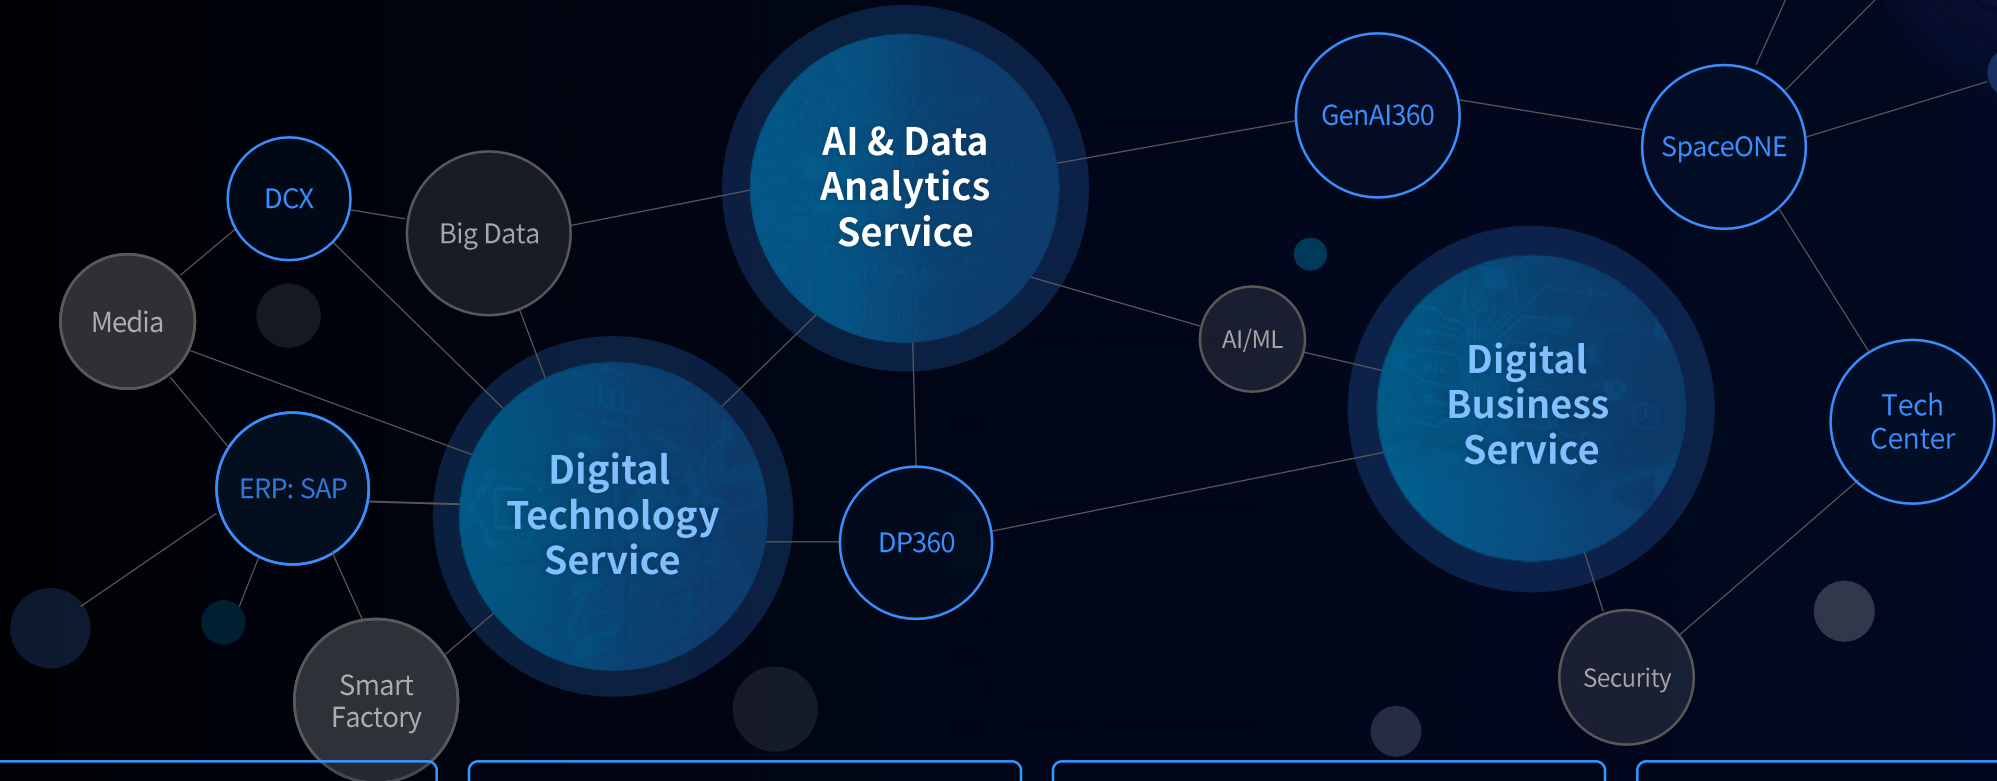 AI & Data
Analytics
Service
GenAI360
SpaceONE
DCX
Big Data
Media
AI/ML
Digital
Business
Service
Tech
Center
ERP: SAP
Digital
Technology
Service
DP360
Smart
Factory
Security